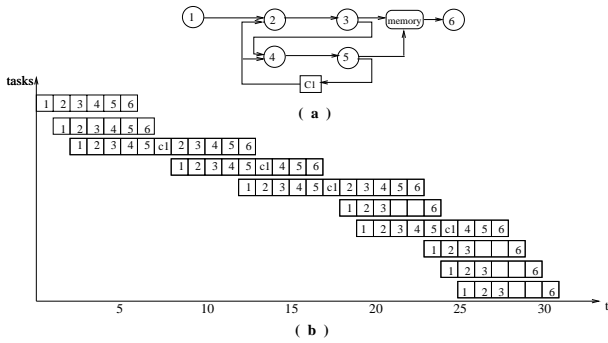 1 2 3 memory 6
4 5
C1
( a )
tasks
1 2 3 4 5 6
1 2 3 4 5 6
1 2 3 4 5 c1 2 3 4 5 6
1 2 3 4 5 c1 4 5 6
1 2 3 4 5 c1 2 3 4 5 6
1 2 3 6
1 2 3 4 5 c1 4 5 6
1 2 3 6
1 2 3 6
1 2 3 6
5 10 15 20 25 30 t
( b )